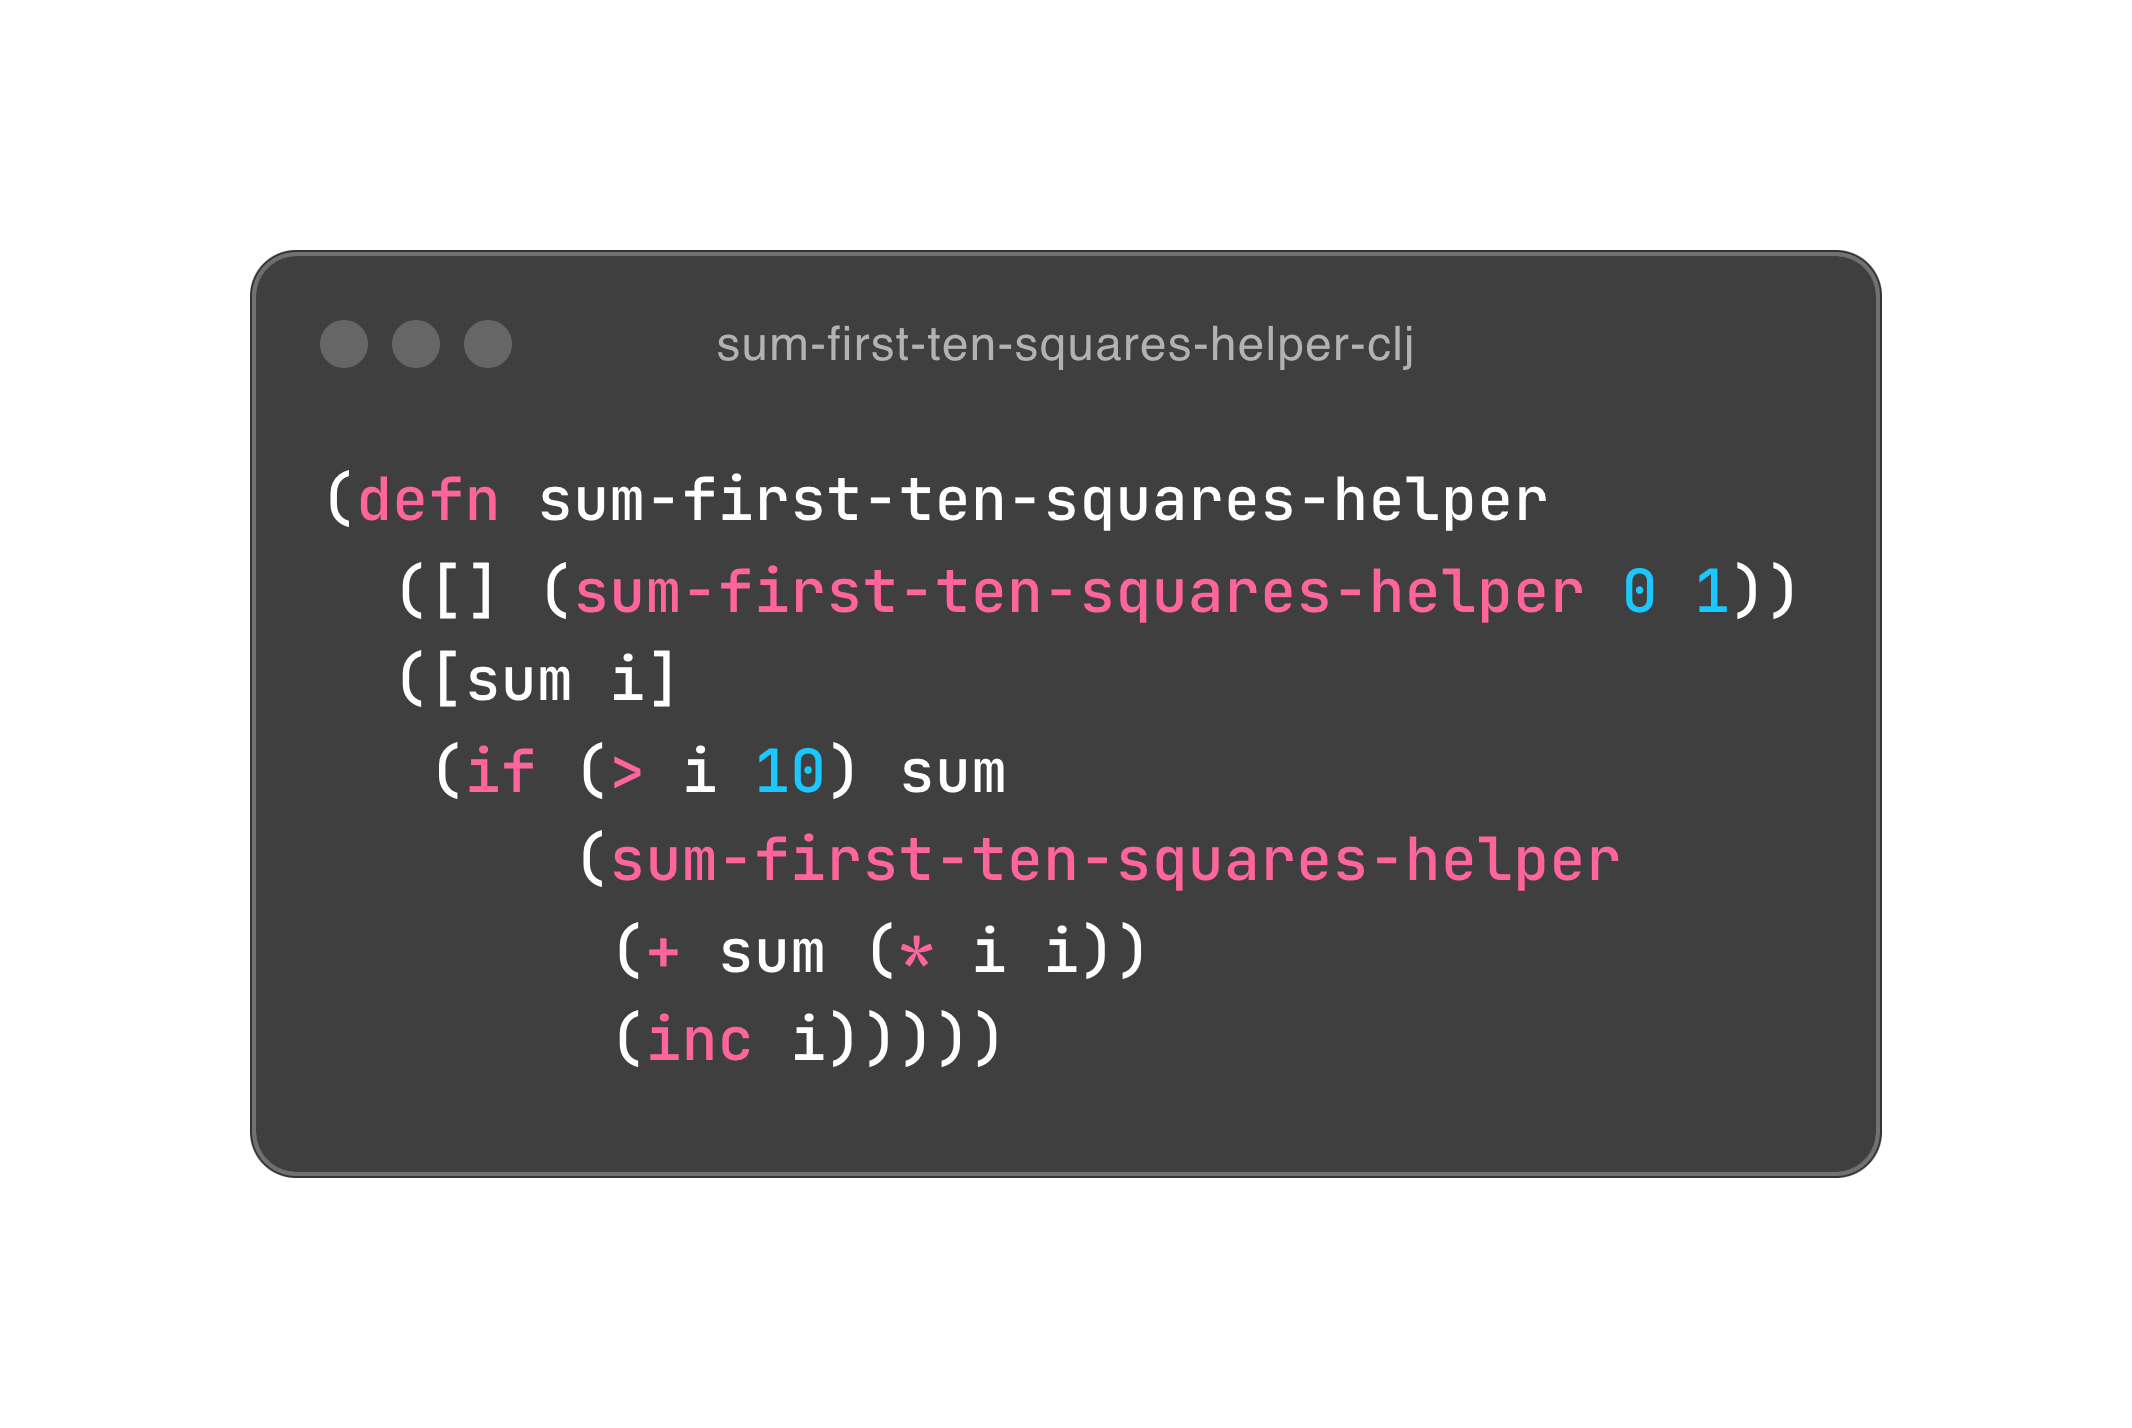 sum-first-ten-squares-helper-clj
(defn sum-first-ten-squares-helper
  ([] (sum-first-ten-squares-helper 0 1))
  ([sum i]
   (if (> i 10) sum
       (sum-first-ten-squares-helper
        (+ sum (* i i))
        (inc i)))))